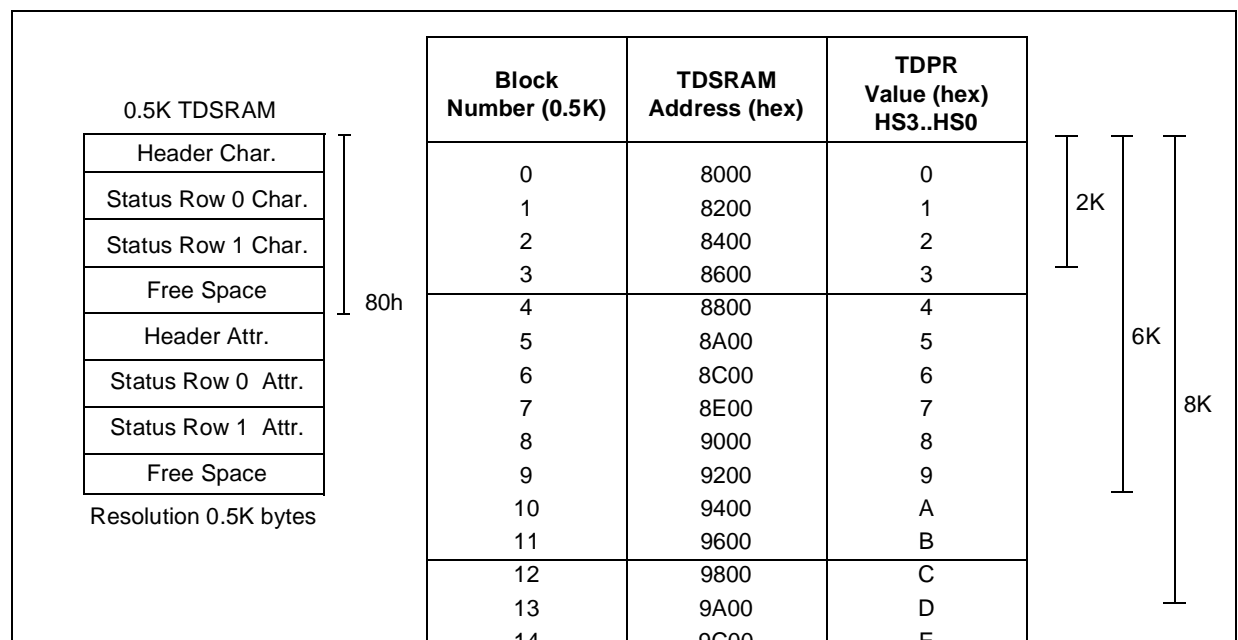 0.5K TDSRAM
Header Char.
Status Row 0 Char.
Status Row 1 Char.
Free Space
80h
Header Attr.
Status Row 0 Attr.
Status Row 1 Attr.
Free Space
Resolution 0.5K bytes
Block Number (0.5K) TDSRAM Address (hex) TDPR Value (hex) HS3..HS0
0 8000 0
1 8200 1
2 8400 2
3 8600 3
4 8800 4
5 8A00 5
6 8C00 6
7 8E00 7
8 9000 8
9 9200 9
10 9400 A
11 9600 B
12 9800 C
13 9A00 D
2K
6K
8K